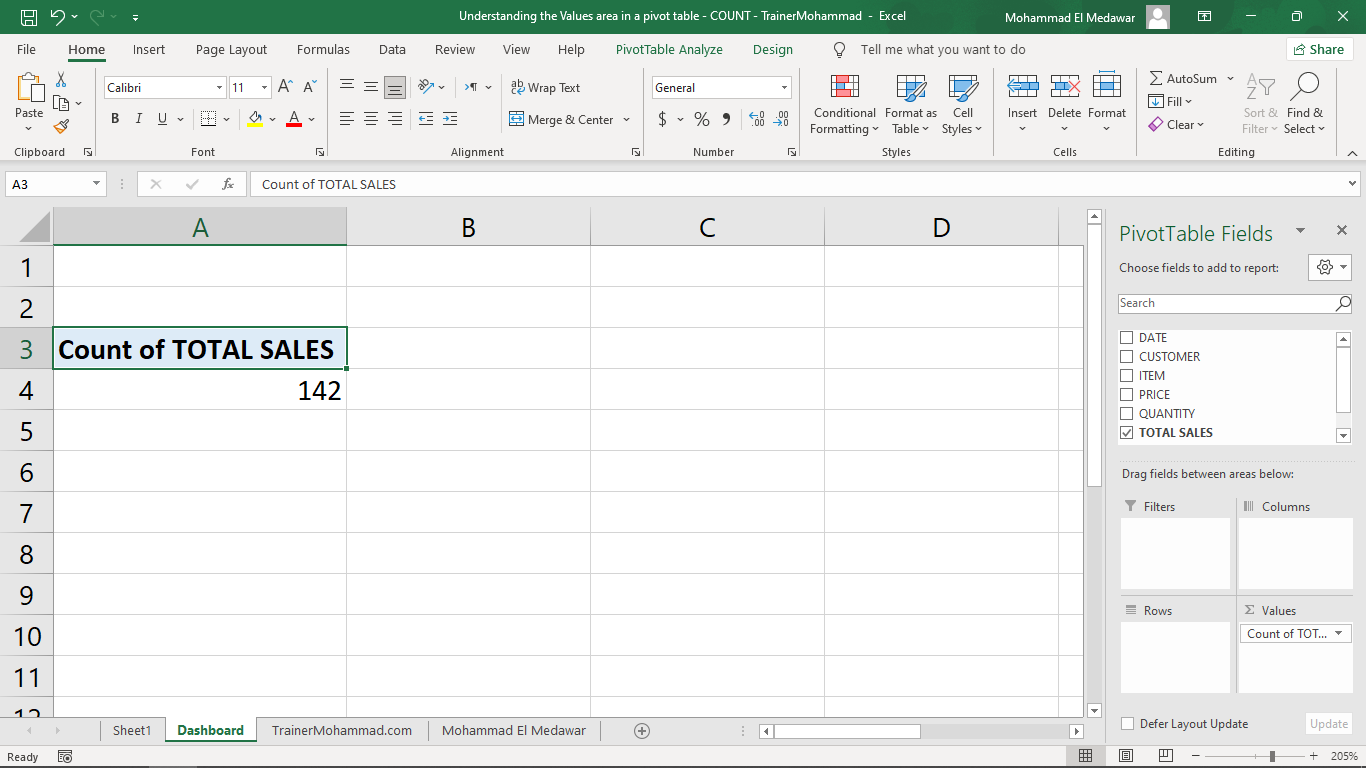 Understanding the Values area in a pivot table - COUNT - TrainerMohammad - Excel
Mohammad El Medawar
File Home Insert Page Layout Formulas Data Review View Help PivotTable Analyze Design Tell me what you want to do Share
Paste
Clipboard
Calibri 11
B I U A
Font
Wrap Text
Merge & Center
Alignment
General
$ % 9
Number
Conditional Formatting
Format as Table
Cell Styles
Styles
Insert Delete Format
Cells
AutoSum
Fill
Clear
Sort & Filter
Find & Select
Editing
A3 fx Count of TOTAL SALES
A B C D
1
2
3 Count of TOTAL SALES
4 142
5
6
7
8
9
10
11
12
PivotTable Fields
Choose fields to add to report:
Search
DATE
CUSTOMER
ITEM
PRICE
QUANTITY
TOTAL SALES
Drag fields between areas below:
Filters Columns
Rows Σ Values
Count of TOT...
Defer Layout Update Update
Sheet1 Dashboard TrainerMohammad.com Mohammad El Medawar
Ready 205%